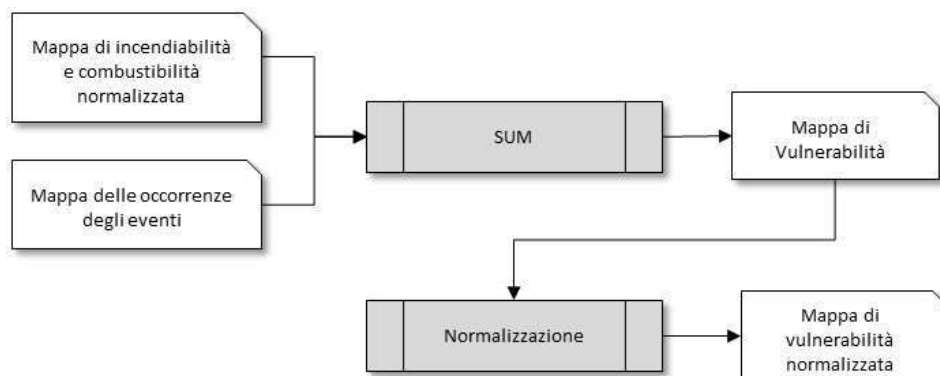 Mappa di incendiabilità
e combustibilità
normalizzata
SUM
Mappa di
Vulnerabilità
Mappa delle occorrenze
degli eventi
Normalizzazione
Mappa di
vulnerabilità
normalizzata